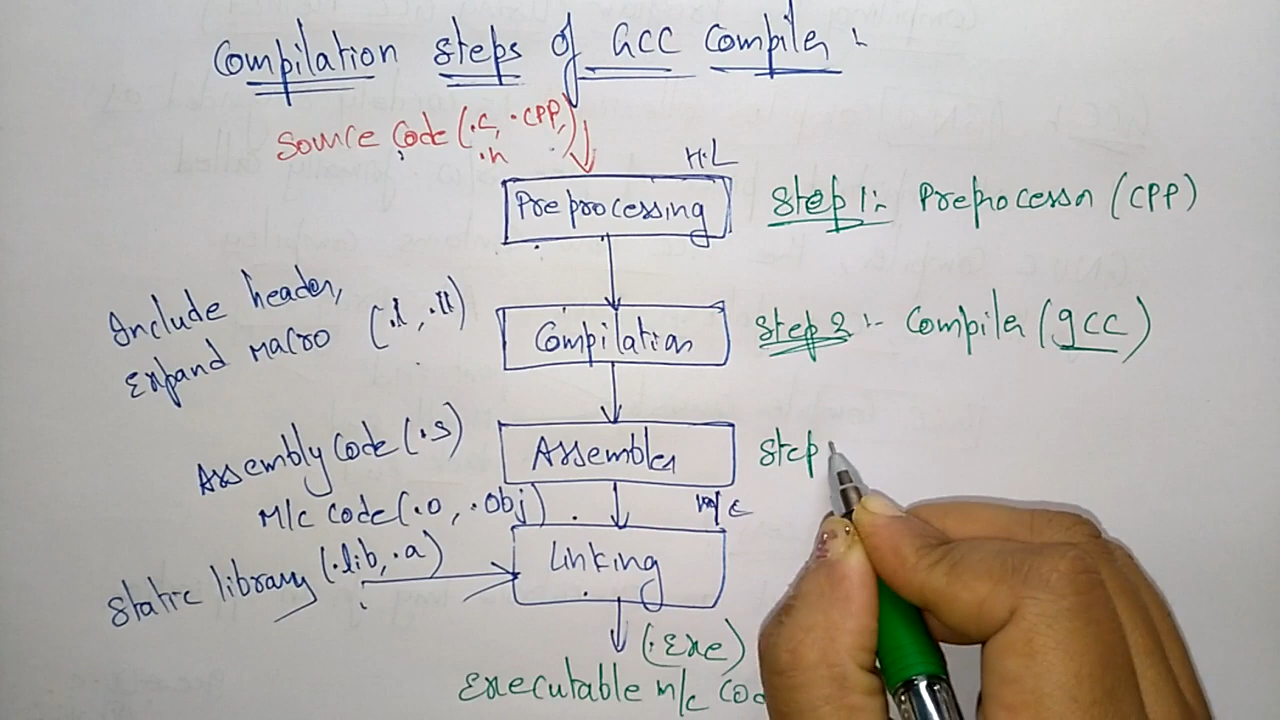 Compilation steps of GCC Compiler :
Source Code (.c, .cpp,
.h )
H.L
Preprocessing
Step 1:- Preprocessor (CPP)
Include header,
expand macro (.i, .ii)
Compilation
Step 2 :- Compiler (gcc)
Assembly Code (.s)
Assembler
Step
M/c code (.o, .obj)
Static library (.lib, .a)
Linking
(.Exe)
Executable m/c Cod